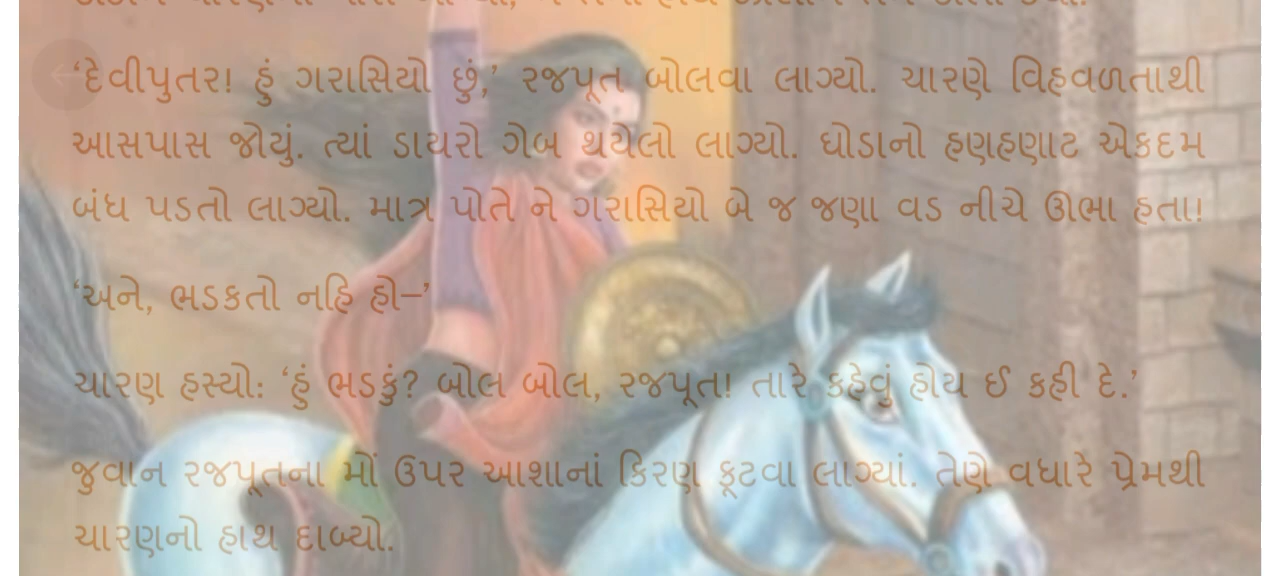 ‘દેવીપુતર! હું ગરાસિયો છું,’ રજપૂત બોલવા લાગ્યો. ચારણે વિહવળતાથી
આસપાસ જોયું. ત્યાં ડાયરો ગેબ થયેલો લાગ્યો. ઘોડાનો હણહણાટ એકદમ
બંધ પડતો લાગ્યો. માત્ર પોતે ને ગરાસિયો બે જ જણા વડ નીચે ઊભા હતા!
‘અને, ભડકતો નહિ હો–’
ચારણ હસ્યો: ‘હું ભડકું? બોલ બોલ, રજપૂત! તારે કહેવું હોય ઈ કહી દે.’
જુવાન રજપૂતના મોં ઉપર આશાનાં કિરણ ફૂટવા લાગ્યાં. તેણે વધારે પ્રેમથી
ચારણનો હાથ દાબ્યો.